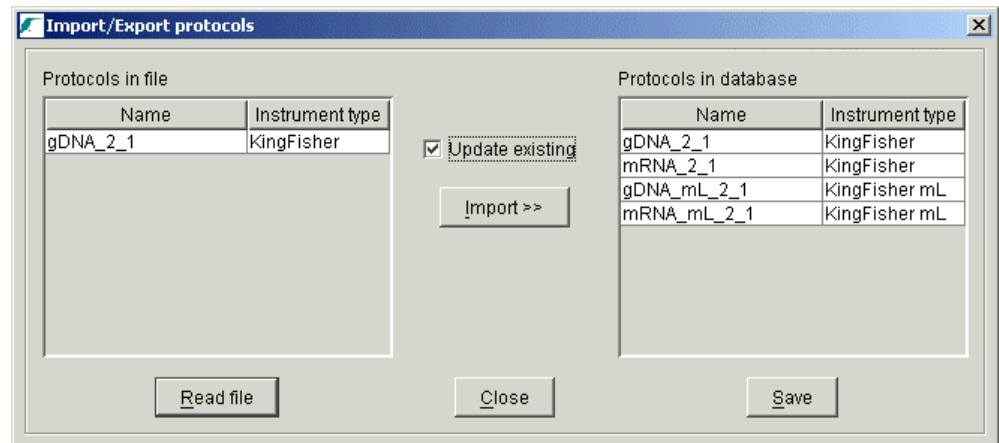 Import/Export protocols
Protocols in file
Name Instrument type
gDNA_2_1 KingFisher
Update existing
Import >>
Protocols in database
Name Instrument type
gDNA_2_1 KingFisher
mRNA_2_1 KingFisher
gDNA_mL_2_1 KingFisher mL
mRNA_mL_2_1 KingFisher mL
Read file
Close
Save